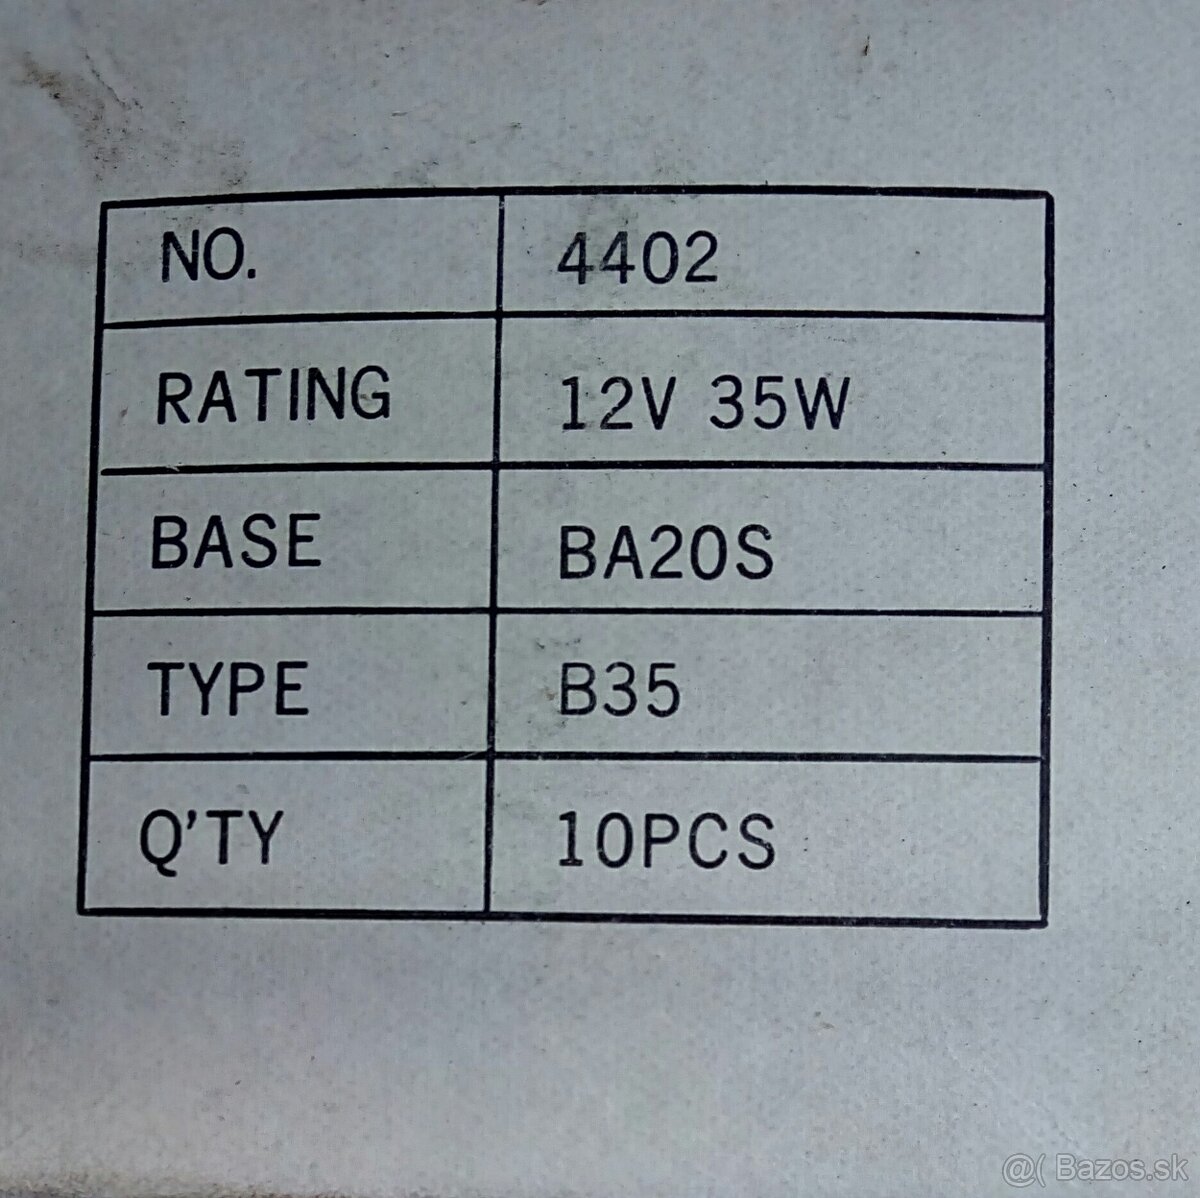 NO. 4402
RATING 12V 35W
BASE BA20S
TYPE B35
Q'TY 10PCS
@( Bazos.sk